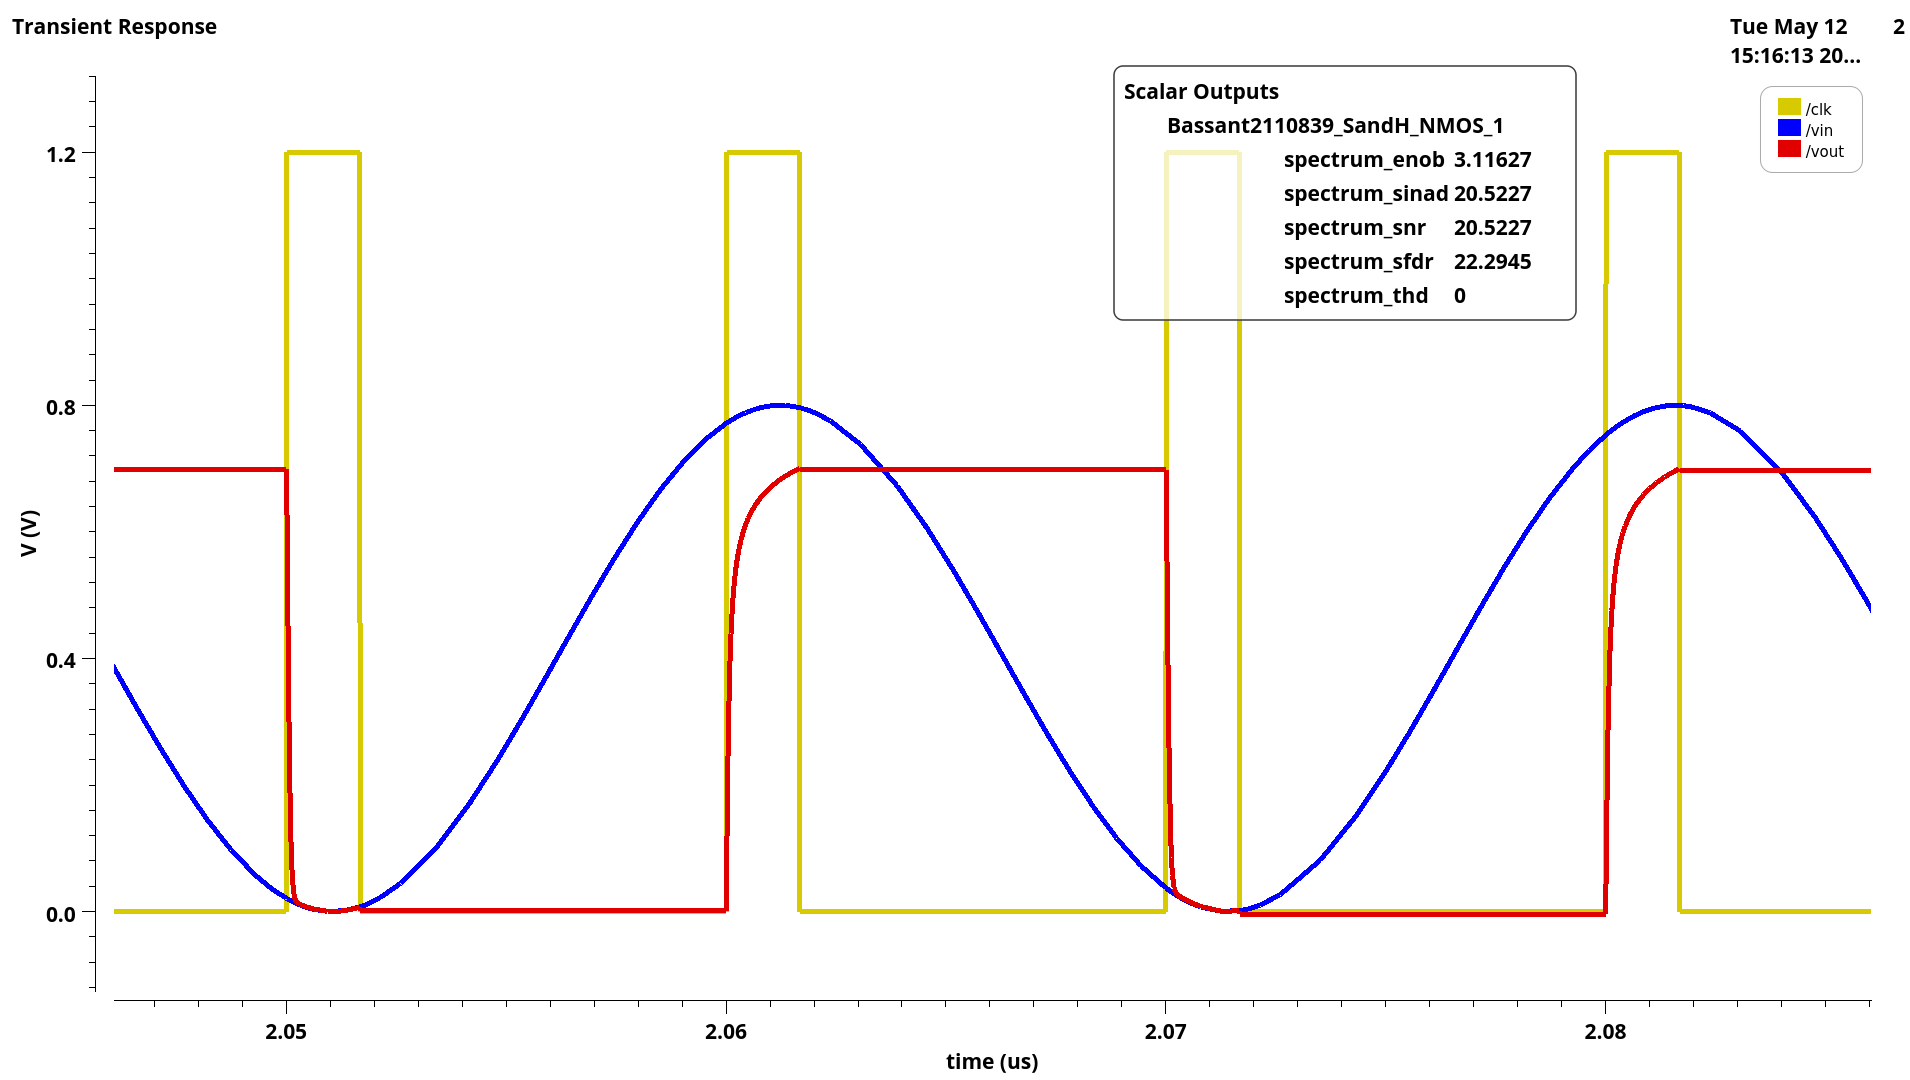 Transient Response
Tue May 12 2
15:16:13 20...
/clk
/vin
/vout
Scalar Outputs
Bassant2110839_SandH_NMOS_1
spectrum_enob 3.11627
spectrum_sinad 20.5227
spectrum_snr 20.5227
spectrum_sfdr 22.2945
spectrum_thd 0
1.2
0.8
0.4
0.0
V (V)
2.05 2.06 2.07 2.08
time (us)